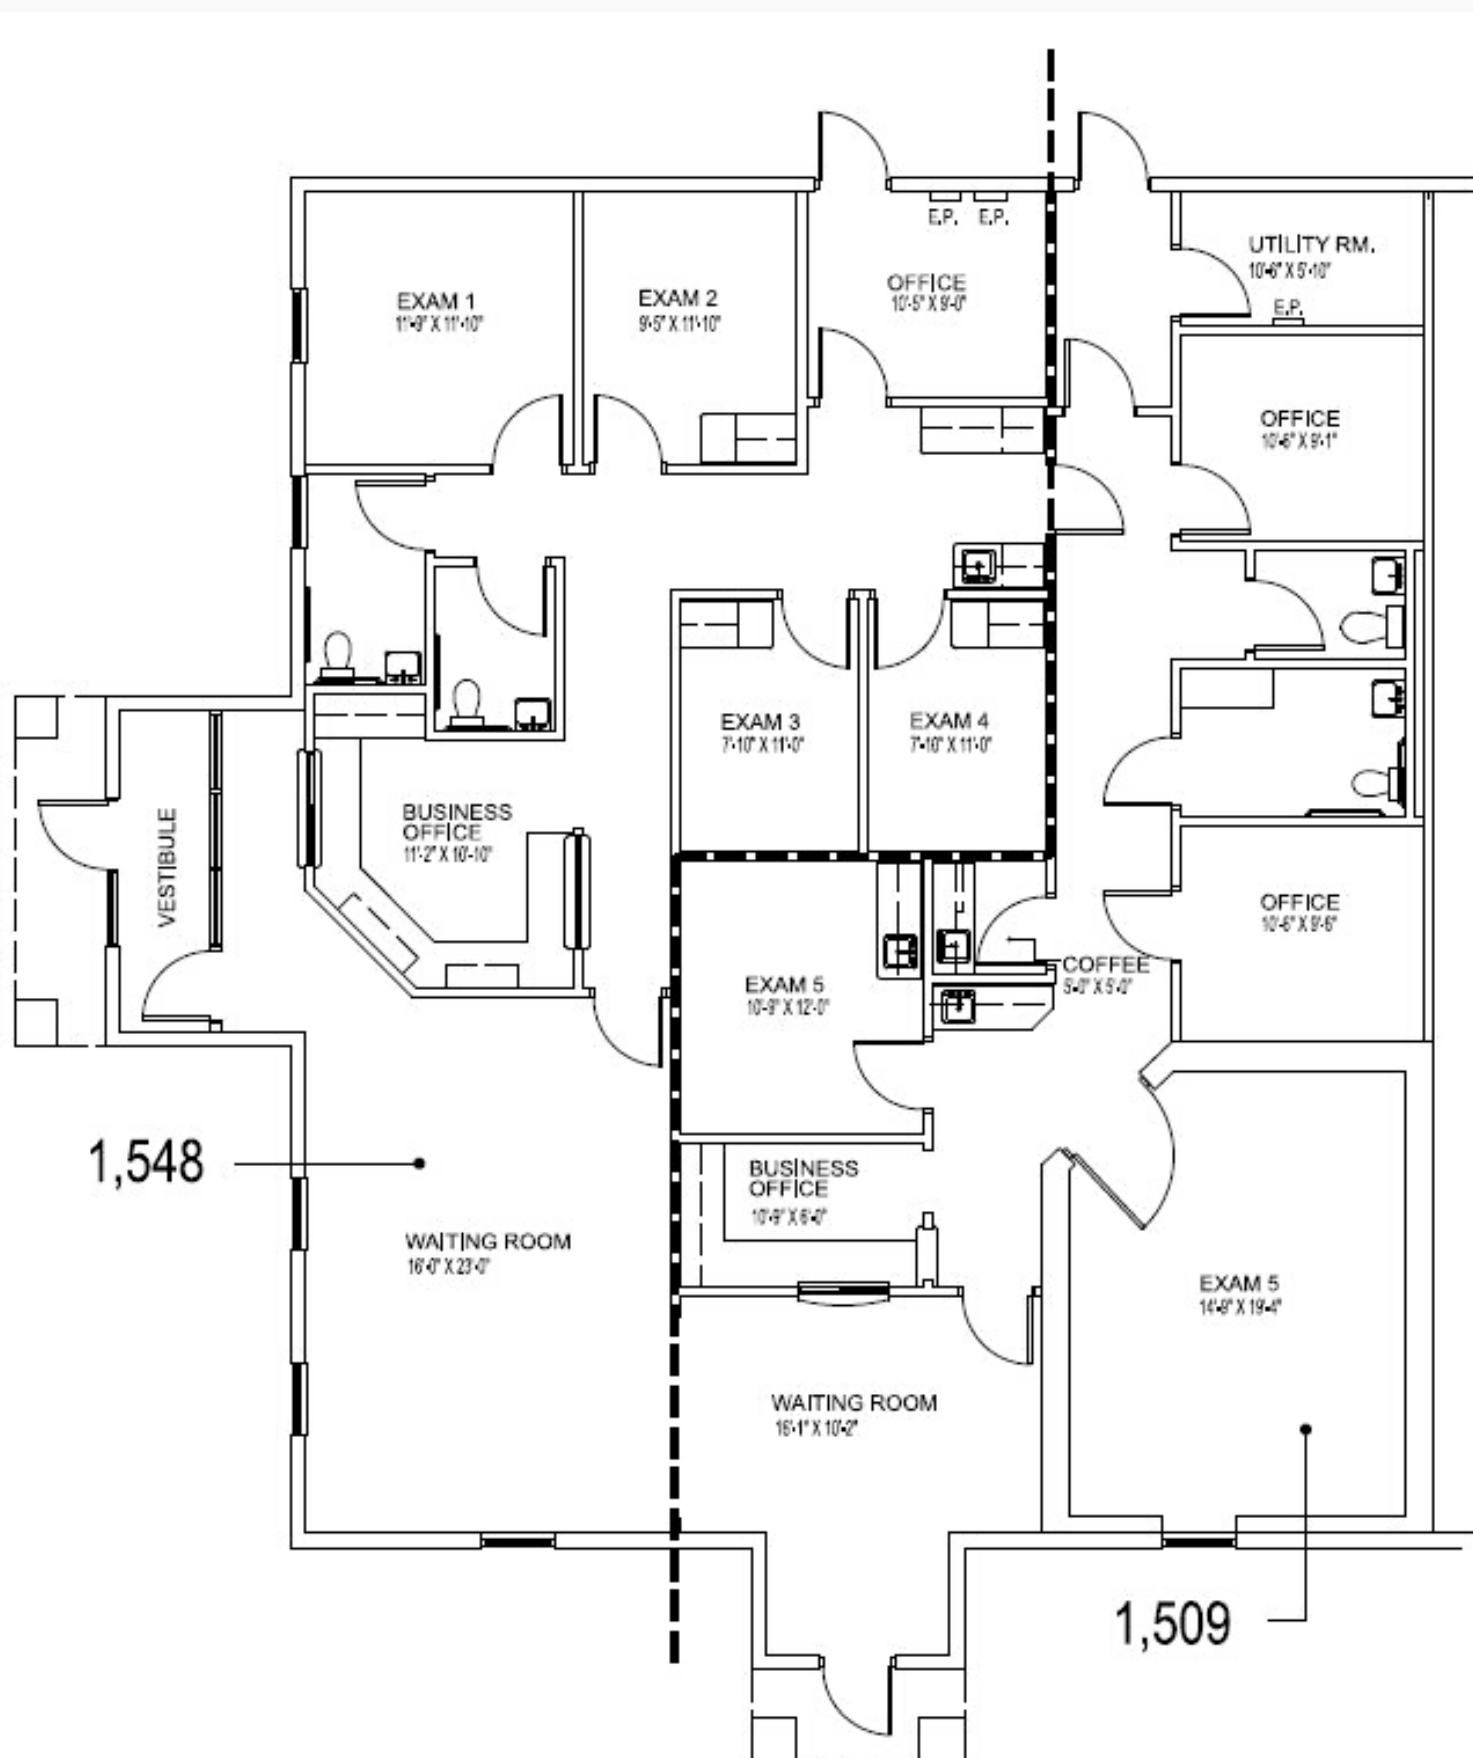 E.P. E.P.
UTILITY RM.
10'-6" X 5'-10"
E.P.
EXAM 1
11'-9" X 11'-10"
EXAM 2
9'-5" X 11'-10"
OFFICE
10'-5" X 9'-0"
OFFICE
10'-6" X 9'-1"
EXAM 3
7'-10" X 11'-0"
EXAM 4
7'-10" X 11'-0"
BUSINESS
OFFICE
11'-2" X 10'-10"
VESTIBULE
OFFICE
10'-6" X 9'-6"
COFFEE
5'-0" X 5'-0"
EXAM 5
10'-9" X 12'-0"
1,548
BUSINESS
OFFICE
10'-9" X 6'-0"
WAITING ROOM
16'-0" X 23'-0"
EXAM 5
14'-9" X 19'-4"
WAITING ROOM
16'-1" X 10'-2"
1,509